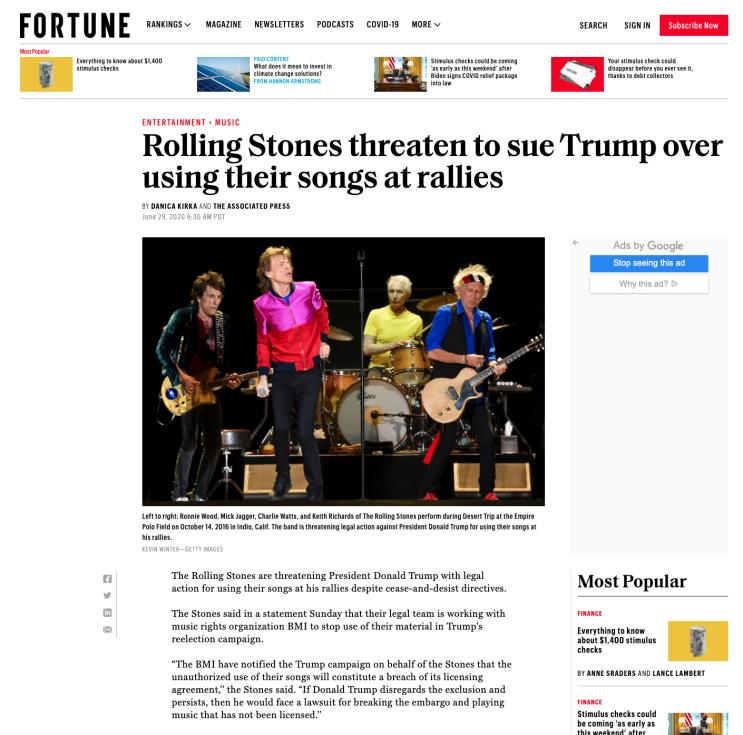 FORTUNE
RANKINGS MAGAZINE NEWSLETTERS PODCASTS COVID-19 MORE
SEARCH SIGN IN Subscribe Now
Most Popular
Everything to know about $1,400
stimulus checks
PAID CONTENT
What does it mean to invest in
climate change solutions?
FROM HANNON ARMSTRONG
Stimulus checks could be coming
'as early as this weekend' after
Biden signs COVID relief package
into law
Your stimulus check could
disappear before you ever see it,
thanks to debt collectors
ENTERTAINMENT • MUSIC
Rolling Stones threaten to sue Trump over
using their songs at rallies
BY DANICA KIRKA AND THE ASSOCIATED PRESS
June 29, 2020 6:30 AM PDT
Ads by Google
Stop seeing this ad
Why this ad?
Left to right: Ronnie Wood, Mick Jagger, Charlie Watts, and Keith Richards of The Rolling Stones perform during Desert Trip at the Empire
Polo Field on October 14, 2016 in Indio, Calif. The band is threatening legal action against President Donald Trump for using their songs at
his rallies.
KEVIN WINTER—GETTY IMAGES
The Rolling Stones are threatening President Donald Trump with legal
action for using their songs at his rallies despite cease-and-desist directives.
The Stones said in a statement Sunday that their legal team is working with
music rights organization BMI to stop use of their material in Trump's
reelection campaign.
“The BMI have notified the Trump campaign on behalf of the Stones that the
unauthorized use of their songs will constitute a breach of its licensing
agreement,” the Stones said. “If Donald Trump disregards the exclusion and
persists, then he would face a lawsuit for breaking the embargo and playing
music that has not been licensed.”
Most Popular
FINANCE
Everything to know
about $1,400 stimulus
checks
BY ANNE SRADERS AND LANCE LAMBERT
FINANCE
Stimulus checks could
be coming 'as early as
this weekend' after